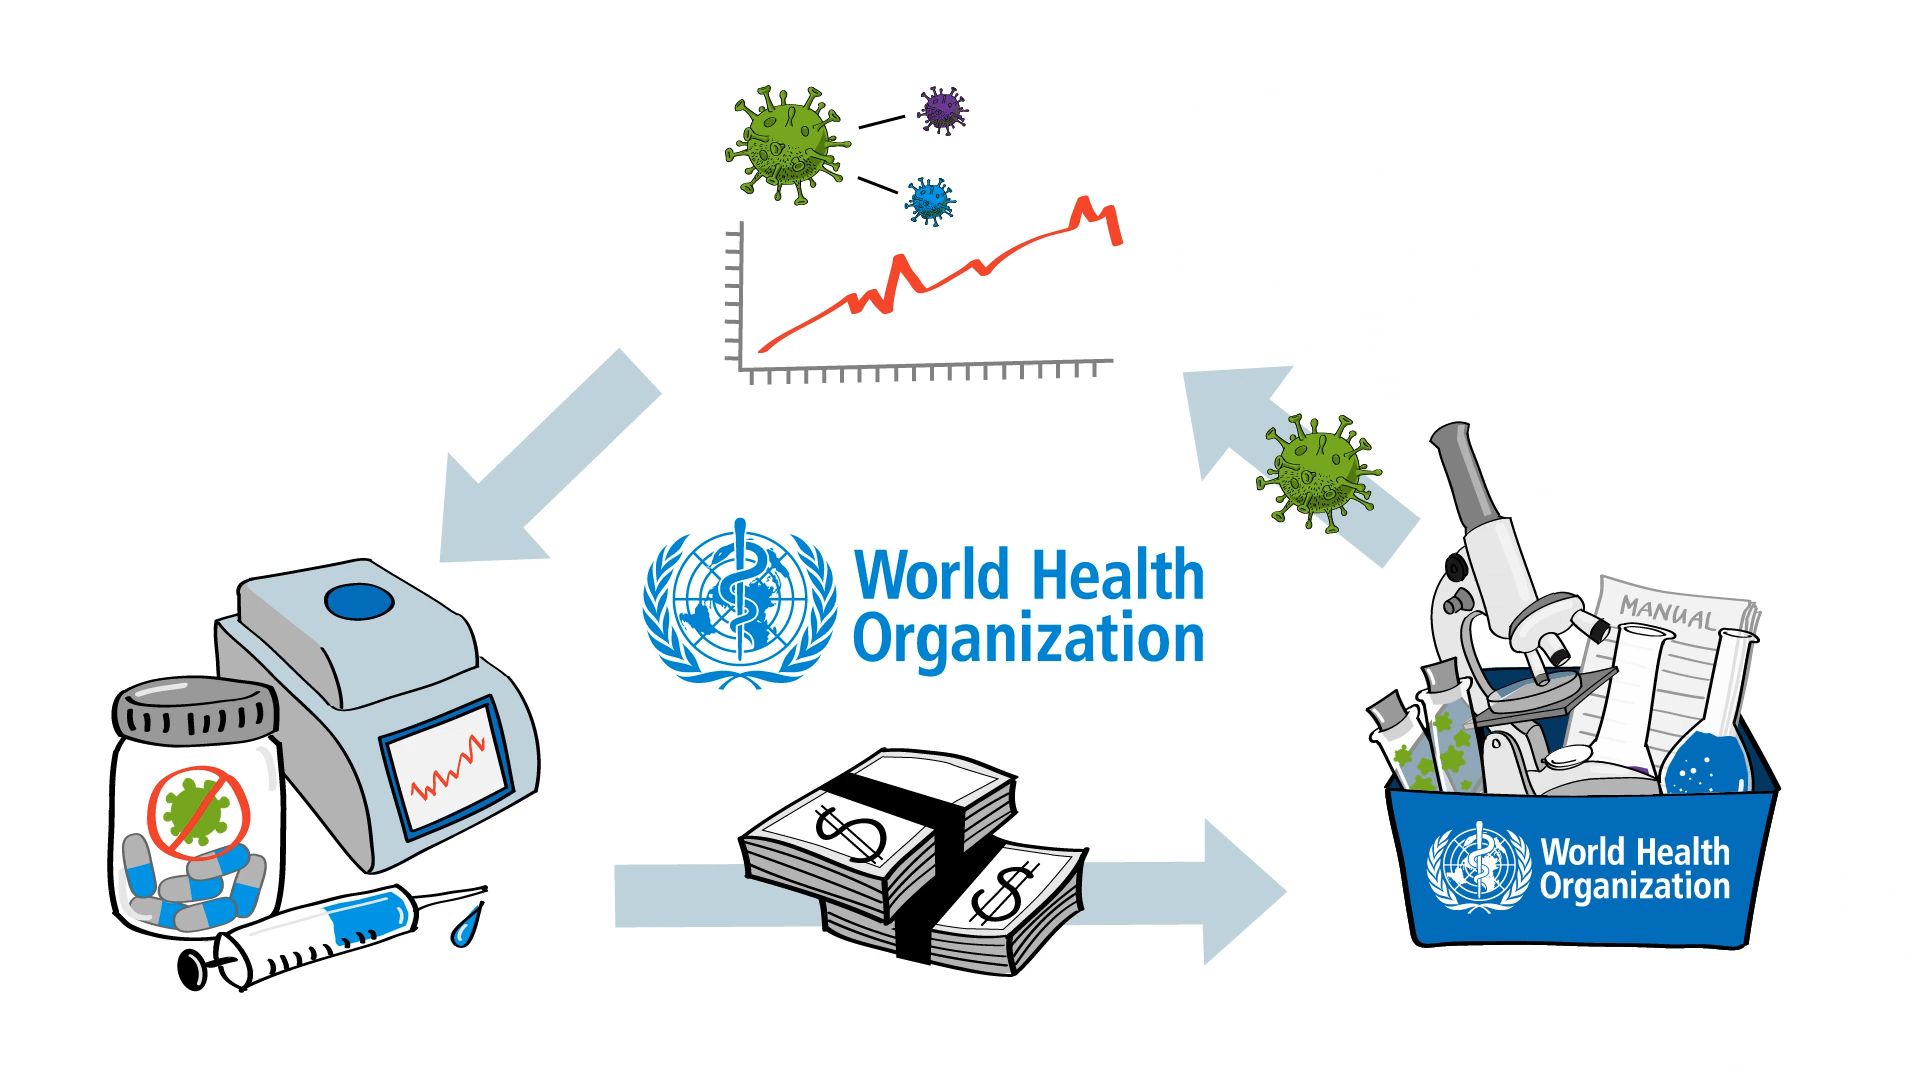 World Health
Organization
MANUAL
$
$
World Health
Organization